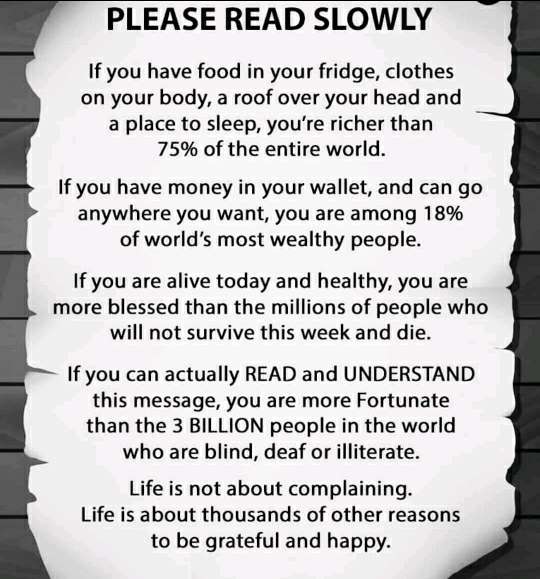 PLEASE READ SLOWLY
If you have food in your fridge, clothes
on your body, a roof over your head and
a place to sleep, you’re richer than
75% of the entire world.
If you have money in your wallet, and can go
anywhere you want, you are among 18%
of world’s most wealthy people.
If you are alive today and healthy, you are
more blessed than the millions of people who
will not survive this week and die.
If you can actually READ and UNDERSTAND
this message, you are more Fortunate
than the 3 BILLION people in the world
who are blind, deaf or illiterate.
Life is not about complaining.
Life is about thousands of other reasons
to be grateful and happy.